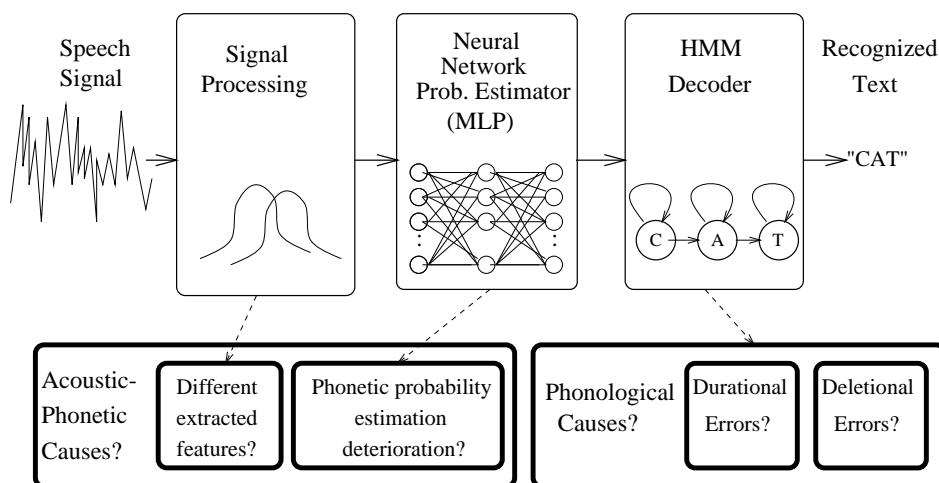 Speech
Signal
Signal
Processing
Neural
Network
Prob. Estimator
(MLP)
HMM
Decoder
Recognized
Text
"CAT"
C
A
T
Acoustic-
Phonetic
Causes?
Different
extracted
features?
Phonetic probability
estimation
deterioration?
Phonological
Causes?
Durational
Errors?
Deletional
Errors?